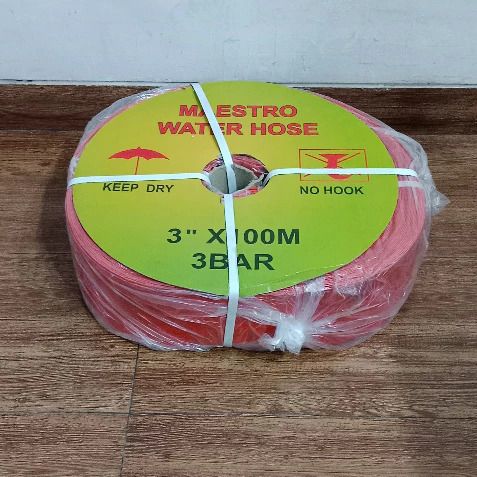 MAESTRO
WATER HOSE
KEEP DRY
NO HOOK
3" X100M
3BAR